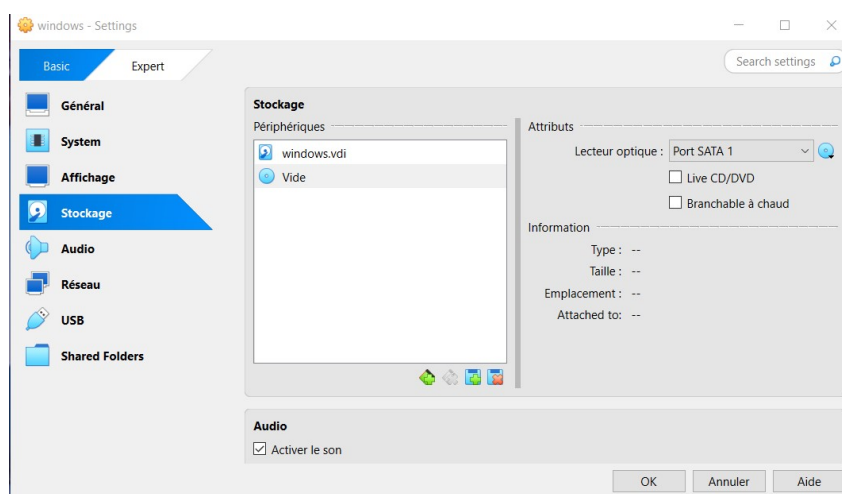 windows - Settings
Basic
Expert
Search settings
Général
System
Affichage
Stockage
Audio
Réseau
USB
Shared Folders
Stockage
Périphériques
windows.vdi
Vide
Attributs
Lecteur optique : Port SATA 1
Live CD/DVD
Branchable à chaud
Information
Type : --
Taille : --
Emplacement : --
Attached to: --
Audio
Activer le son
OK
Annuler
Aide